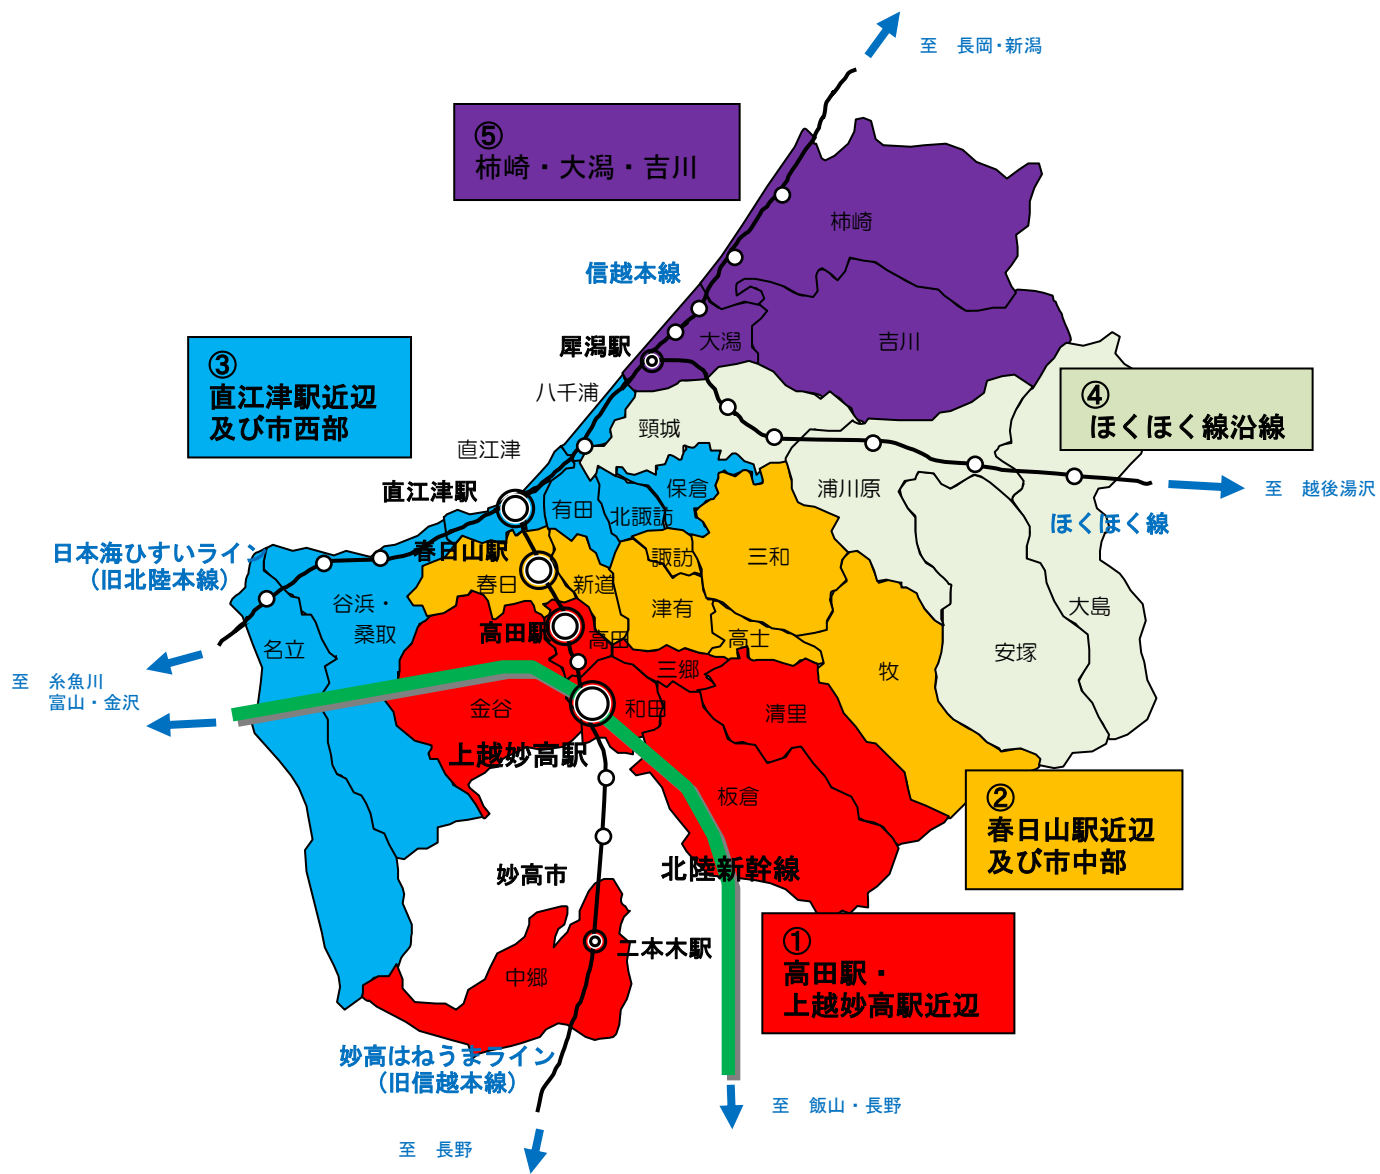 至　長岡・新潟
⑤
柿崎・大潟・吉川
柿崎
信越本線
大潟
吉川
犀潟駅
③
直江津駅近辺
及び市西部
八千浦
④
ほくほく線沿線
頸城
直江津
直江津駅
保倉
浦川原
至　越後湯沢
有田
北諏訪
ほくほく線
日本海ひすいライン
（旧北陸本線）
春日山駅
諏訪
三和
春日
新道
谷浜・
桑取
津有
大島
高田駅
高田
高士
名立
安塚
三郷
牧
至　糸魚川
富山・金沢
金谷
和田
清里
上越妙高駅
板倉
②
春日山駅近辺
及び市中部
妙高市
北陸新幹線
①
高田駅・
上越妙高駅近辺
二本木駅
中郷
妙高はねうまライン
（旧信越本線）
至　飯山・長野
至　長野